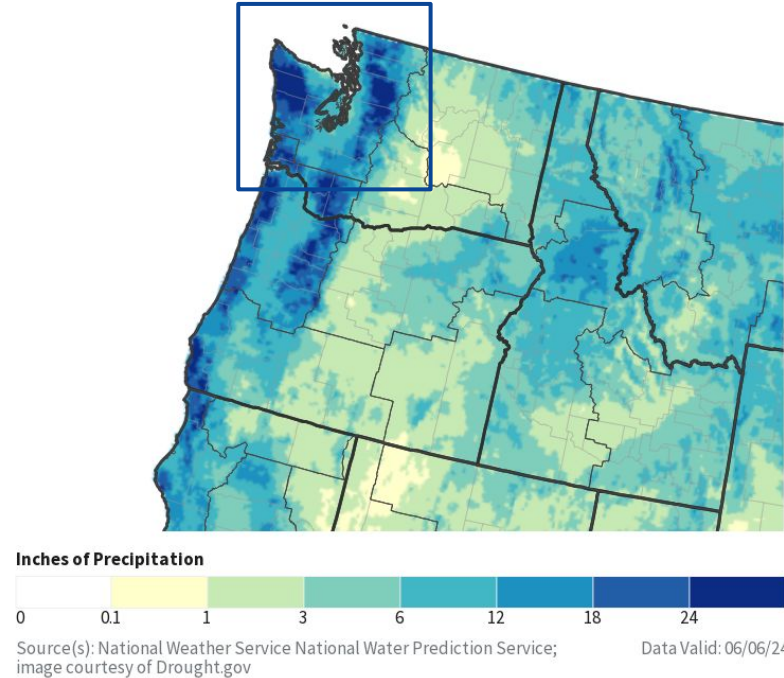 Inches of Precipitation
0 0.1 1 3 6 12 18 24
Source(s): National Weather Service National Water Prediction Service; Data Valid: 06/06/24
image courtesy of Drought.gov